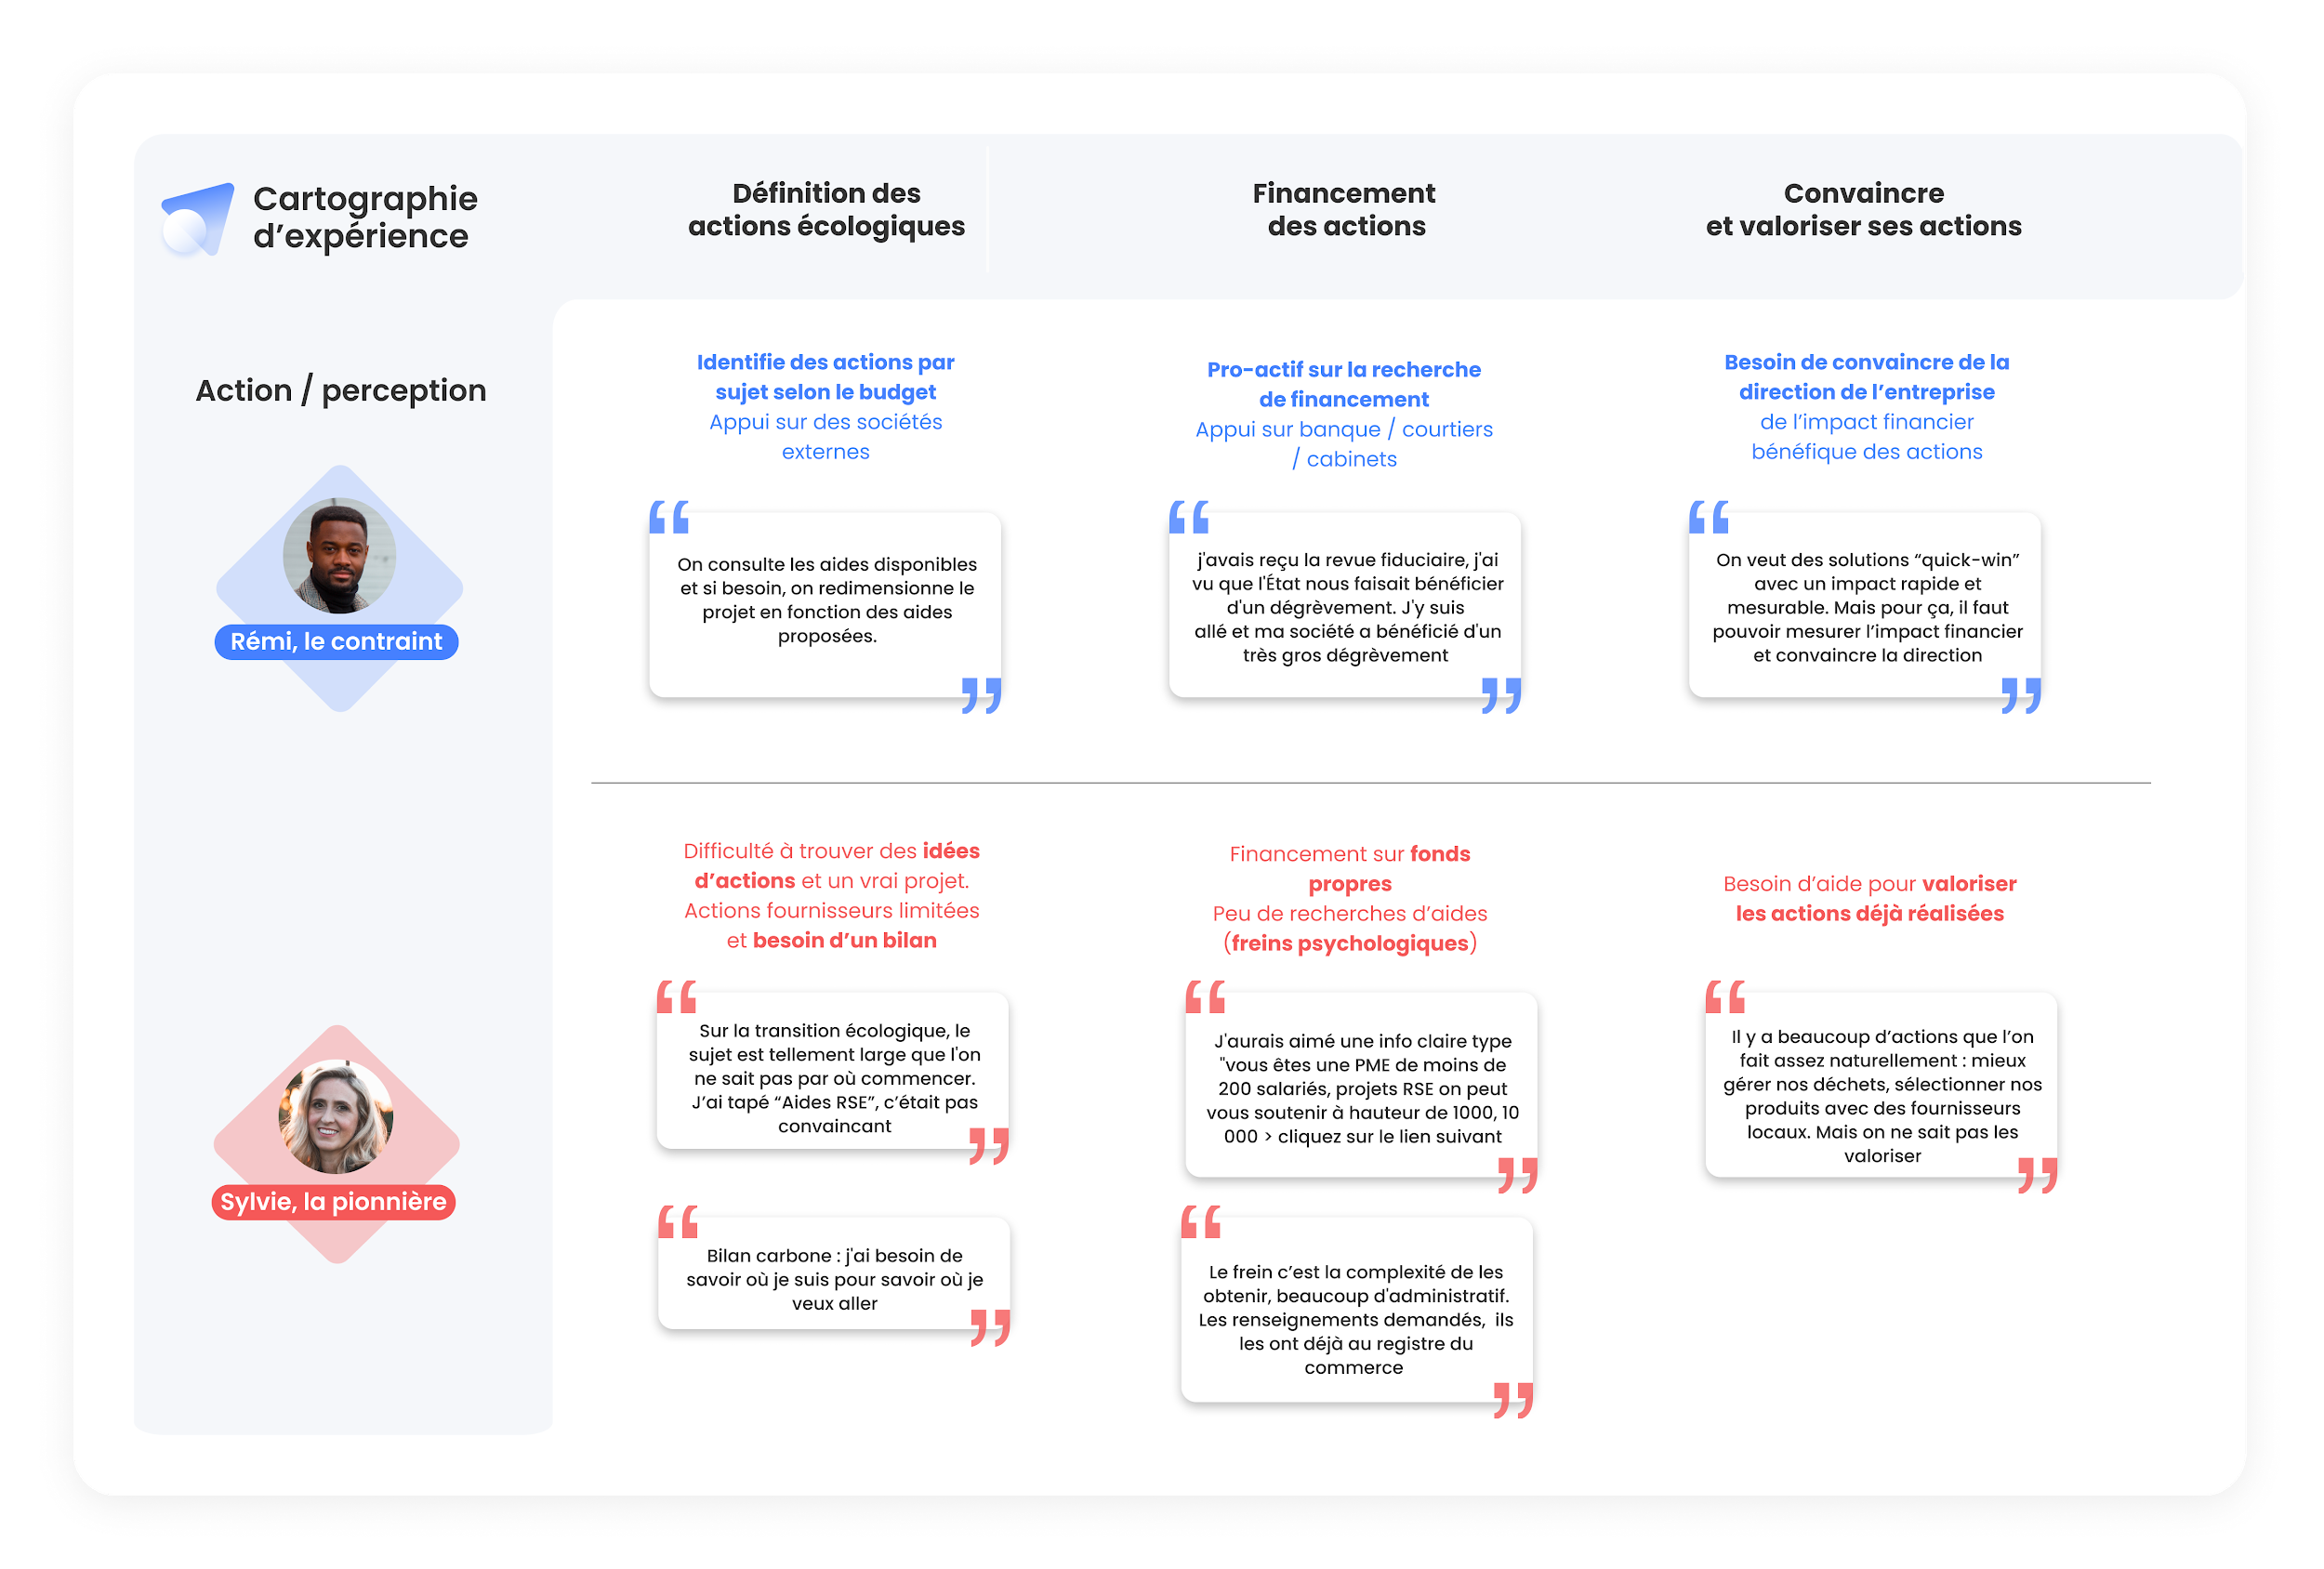 Cartographie
d’expérience
Définition des
actions écologiques
Financement
des actions
Convaincre
et valoriser ses actions
Action / perception
Rémi, le contraint
Identifie des actions par
sujet selon le budget
Appui sur des sociétés
externes
Pro-actif sur la recherche
de financement
Appui sur banque / courtiers
/ cabinets
Besoin de convaincre de la
direction de l’entreprise
de l’impact financier
bénéfique des actions
“
On consulte les aides disponibles
et si besoin, on redimensionne le
projet en fonction des aides
proposées.
”
“
j'avais reçu la revue fiduciaire, j'ai
vu que l'État nous faisait bénéficier
d'un dégrèvement. J'y suis
allé et ma société a bénéficié d'un
très gros dégrèvement
”
“
On veut des solutions “quick-win”
avec un impact rapide et
mesurable. Mais pour ça, il faut
pouvoir mesurer l’impact financier
et convaincre la direction
”
Sylvie, la pionnière
Difficulté à trouver des idées
d’actions et un vrai projet.
Actions fournisseurs limitées
et besoin d’un bilan
Financement sur fonds
propres
Peu de recherches d’aides
(freins psychologiques)
Besoin d’aide pour valoriser
les actions déjà réalisées
“
Sur la transition écologique, le
sujet est tellement large que l'on
ne sait pas par où commencer.
J’ai tapé “Aides RSE”, c’était pas
convaincant
”
“
Bilan carbone : j'ai besoin de
savoir où je suis pour savoir où je
veux aller
”
“
J'aurais aimé une info claire type
"vous êtes une PME de moins de
200 salariés, projets RSE on peut
vous soutenir à hauteur de 1000, 10
000 > cliquez sur le lien suivant
”
“
Le frein c’est la complexité de les
obtenir, beaucoup d'administratif.
Les renseignements demandés,  ils
les ont déjà au registre du
commerce
”
“
Il y a beaucoup d’actions que l’on
fait assez naturellement : mieux
gérer nos déchets, sélectionner nos
produits avec des fournisseurs
locaux. Mais on ne sait pas les
valoriser
”